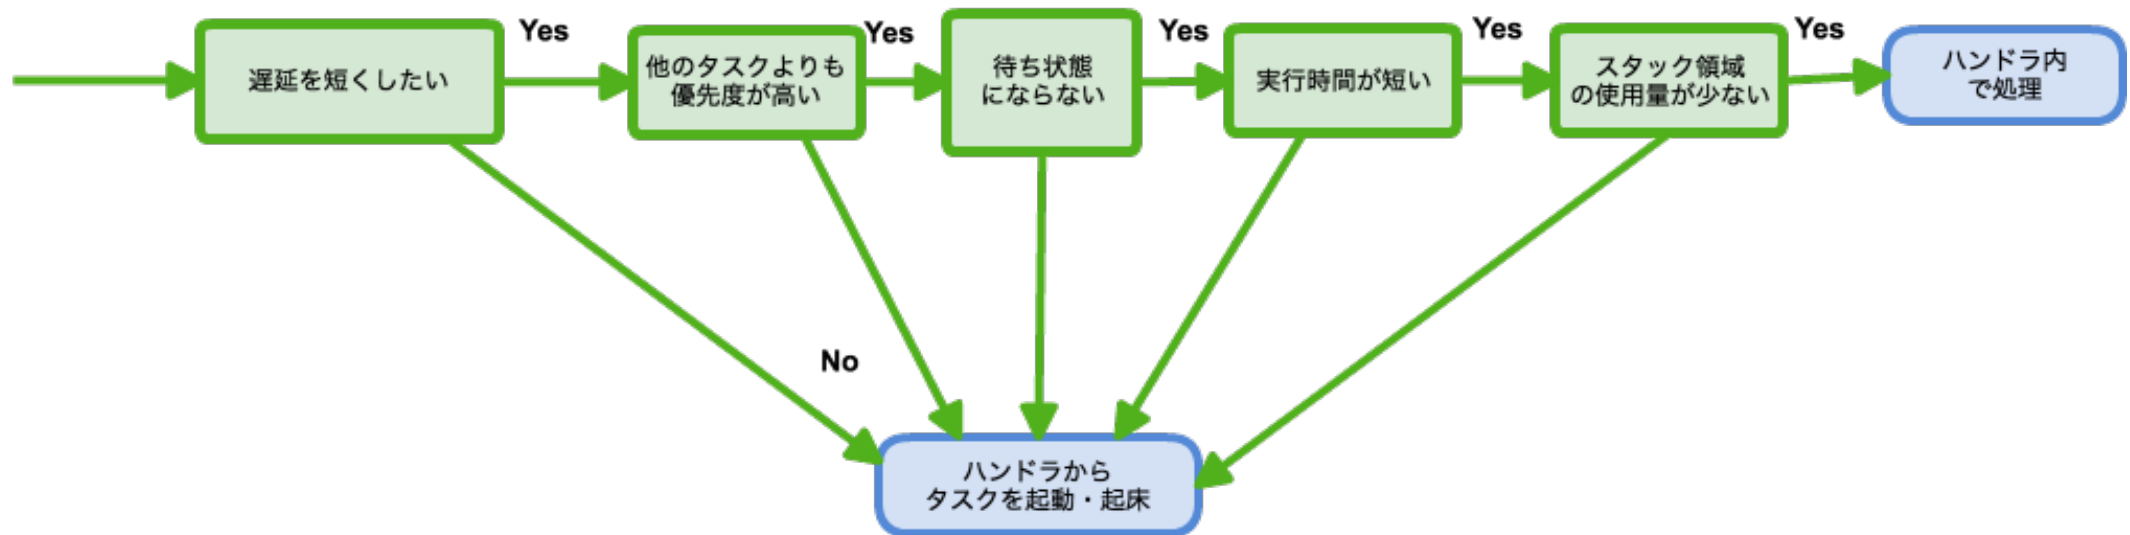 Yes
Yes
Yes
Yes
Yes
遅延を短くしたい
他のタスクよりも
優先度が高い
待ち状態
にならない
実行時間が短い
スタック領域
の使用量が少ない
ハンドラ内
で処理
No
ハンドラから
タスクを起動・起床